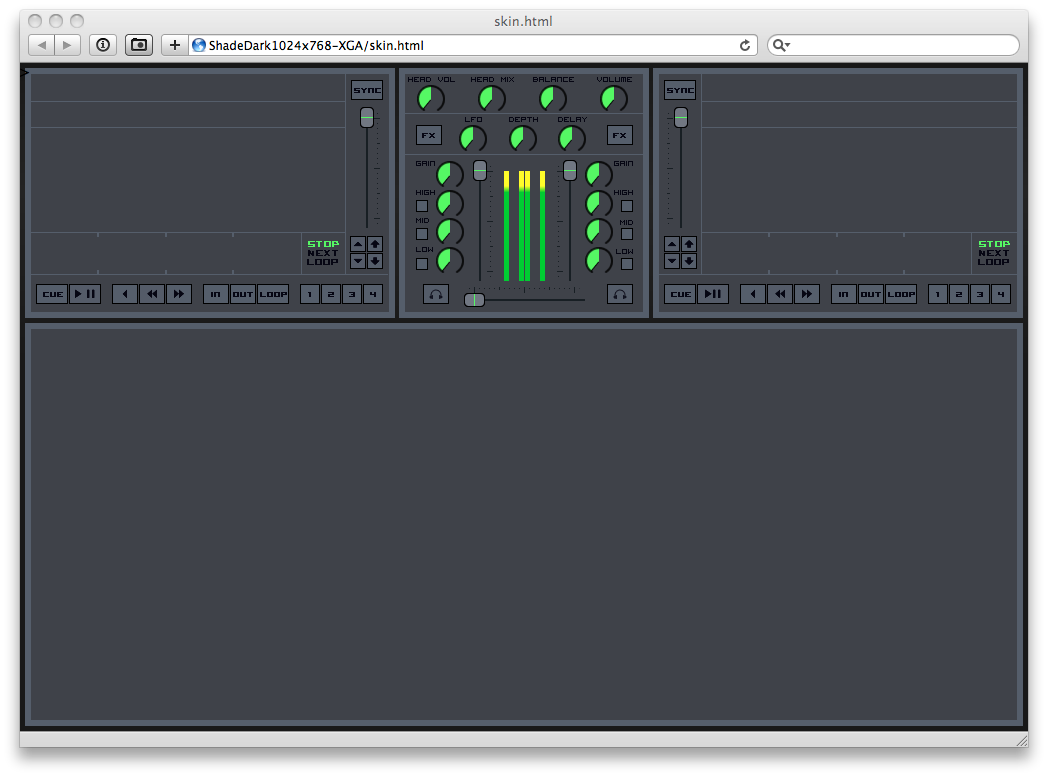 skin.html
ShadeDark1024x768-XGA/skin.html
SYNC
STOP
NEXT
LOOP
CUE IN OUT LOOP 1 2 3 4
HEAD VOL HEAD MIX BALANCE VOLUME
LFO DEPTH DELAY
FX FX
GAIN GAIN
HIGH HIGH
MID MID
LOW LOW
SYNC
STOP
NEXT
LOOP
CUE IN OUT LOOP 1 2 3 4